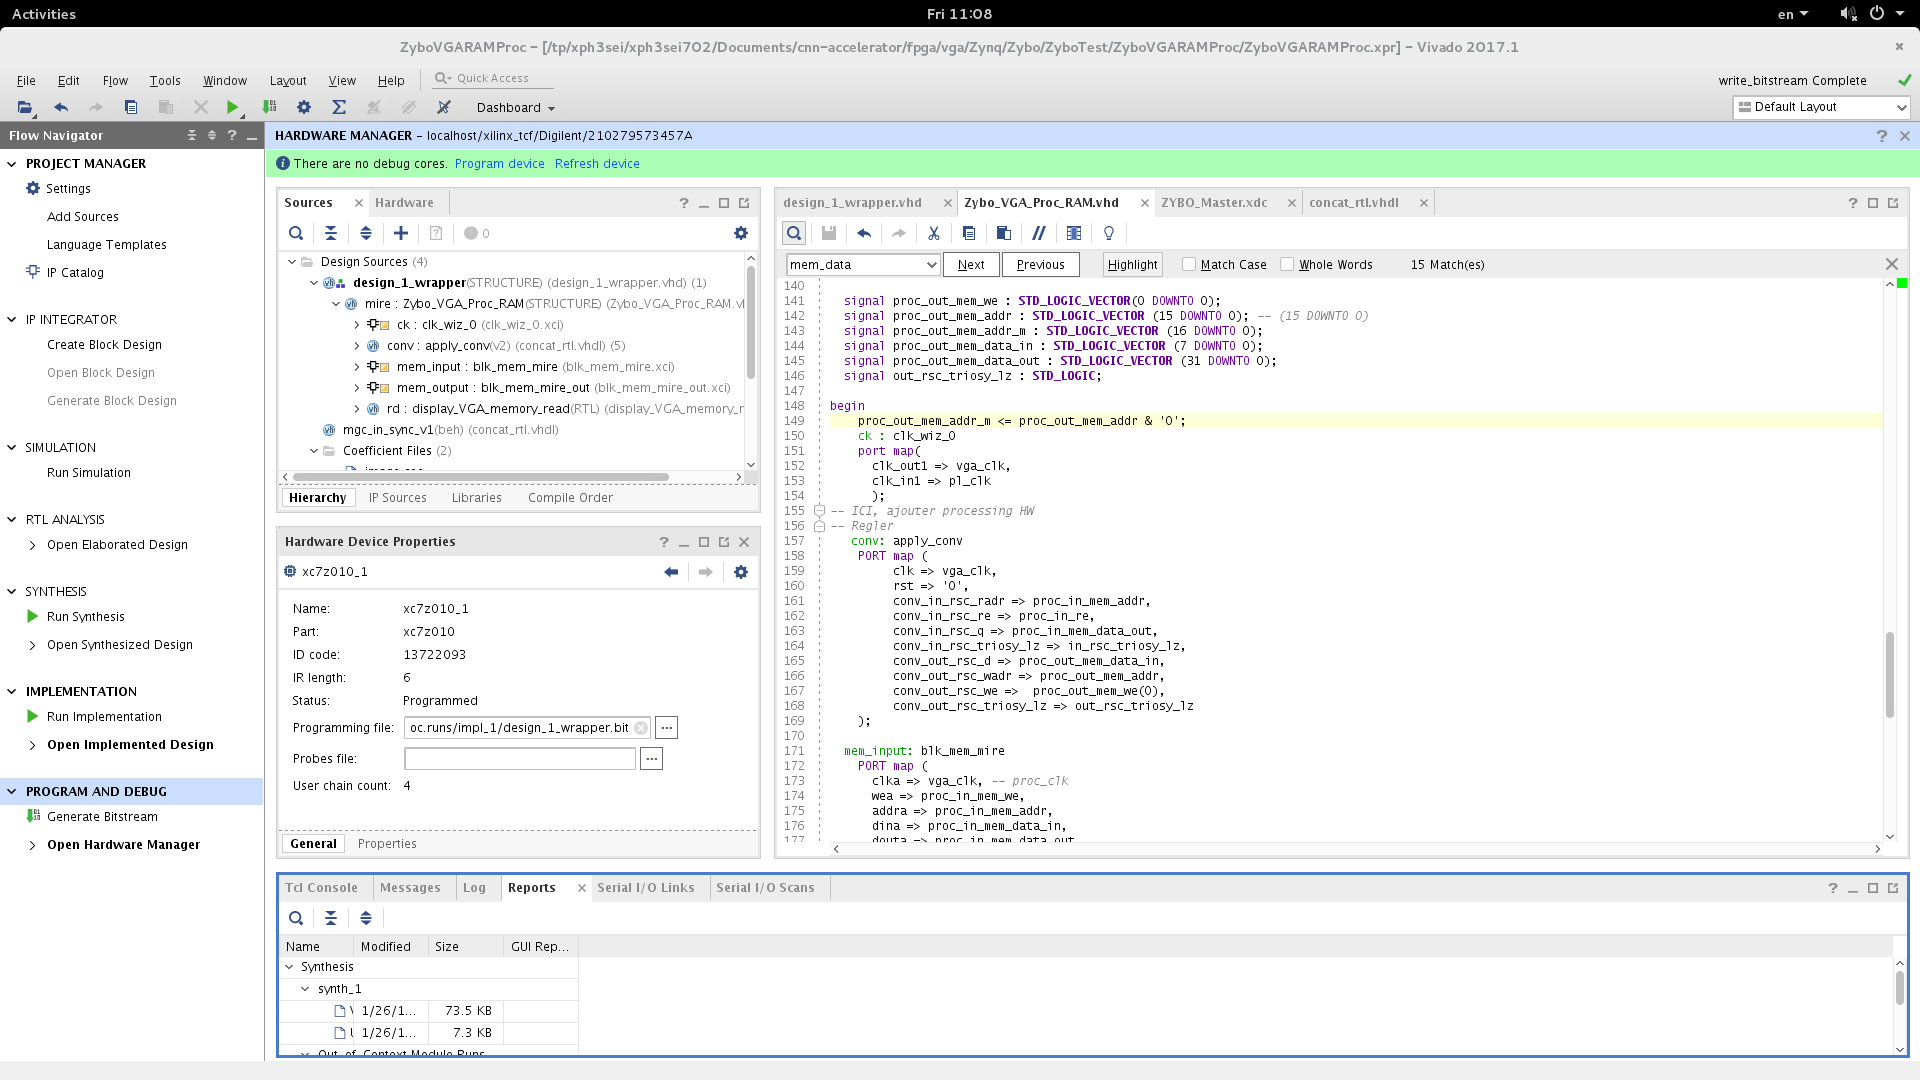 Activities
Fri 11:08
en
ZyboVGARAMProc – [/tp/xph3sei/xph3sei702/Documents/cnn-accelerator/fpga/vga/Zynq/Zybo/ZyboTest/ZyboVGARAMProc/ZyboVGARAMProc.xpr] – Vivado 2017.1
File Edit Flow Tools Window Layout View Help
Quick Access
write_bitstream Complete
Dashboard
Default Layout
Flow Navigator
PROJECT MANAGER
Settings
Add Sources
Language Templates
IP Catalog
IP INTEGRATOR
Create Block Design
Open Block Design
Generate Block Design
SIMULATION
Run Simulation
RTL ANALYSIS
Open Elaborated Design
SYNTHESIS
Run Synthesis
Open Synthesized Design
IMPLEMENTATION
Run Implementation
Open Implemented Design
PROGRAM AND DEBUG
Generate Bitstream
Open Hardware Manager
HARDWARE MANAGER – localhost/xilinx_tcf/Digilent/210279573457A
There are no debug cores. Program device Refresh device
Sources Hardware
0
Design Sources (4)
design_1_wrapper(STRUCTURE) (design_1_wrapper.vhd) (1)
mire : Zybo_VGA_Proc_RAM(STRUCTURE) (Zybo_VGA_Proc_RAM.vl
ck : clk_wiz_0 (clk_wiz_0.xci)
conv : apply_conv(v2) (concat_rtl.vhdl) (5)
mem_input : blk_mem_mire (blk_mem_mire.xci)
mem_output : blk_mem_mire_out (blk_mem_mire_out.xci)
rd : display_VGA_memory_read(RTL) (display_VGA_memory_r
mgc_in_sync_v1(beh) (concat_rtl.vhdl)
Coefficient Files (2)
Hierarchy IP Sources Libraries Compile Order
Hardware Device Properties
xc7z010_1
Name: xc7z010_1
Part: xc7z010
ID code: 13722093
IR length: 6
Status: Programmed
Programming file: oc.runs/impl_1/design_1_wrapper.bit
Probes file:
User chain count: 4
General Properties
design_1_wrapper.vhd Zybo_VGA_Proc_RAM.vhd ZYBO_Master.xdc concat_rtl.vhdl
mem_data Next Previous Highlight Match Case Whole Words 15 Match(es)
140
141 signal proc_out_mem_we : STD_LOGIC_VECTOR(0 DOWNTO 0);
142 signal proc_out_mem_addr : STD_LOGIC_VECTOR (15 DOWNTO 0); -- (15 DOWNTO 0)
143 signal proc_out_mem_addr_m : STD_LOGIC_VECTOR (16 DOWNTO 0);
144 signal proc_out_mem_data_in : STD_LOGIC_VECTOR (7 DOWNTO 0);
145 signal proc_out_mem_data_out : STD_LOGIC_VECTOR (31 DOWNTO 0);
146 signal out_rsc_triosy_lz : STD_LOGIC;
147
148 begin
149 proc_out_mem_addr_m <= proc_out_mem_addr & '0';
150 ck : clk_wiz_0
151 port map(
152 clk_out1 => vga_clk,
153 clk_in1 => pl_clk
154 );
155 -- ICI, ajouter processing HW
156 -- Regler
157 conv: apply_conv
158 PORT map (
159 clk => vga_clk,
160 rst => '0',
161 conv_in_rsc_radr => proc_in_mem_addr,
162 conv_in_rsc_re => proc_in_re,
163 conv_in_rsc_q => proc_in_mem_data_out,
164 conv_in_rsc_triosy_lz => in_rsc_triosy_lz,
165 conv_out_rsc_d => proc_out_mem_data_in,
166 conv_out_rsc_wadr => proc_out_mem_addr,
167 conv_out_rsc_we => proc_out_mem_we(0),
168 conv_out_rsc_triosy_lz => out_rsc_triosy_lz
169 );
170
171 mem_input: blk_mem_mire
172 PORT map (
173 clka => vga_clk, -- proc_clk
174 wea => proc_in_mem_we,
175 addra => proc_in_mem_addr,
176 dina => proc_in_mem_data_in,
177 douta => proc_in_mem_data_out
Tcl Console Messages Log Reports Serial I/O Links Serial I/O Scans
Name Modified Size GUI Rep...
Synthesis
synth_1
1/26/1... 73.5 KB
1/26/1... 7.3 KB
Out-of-Context Module Runs